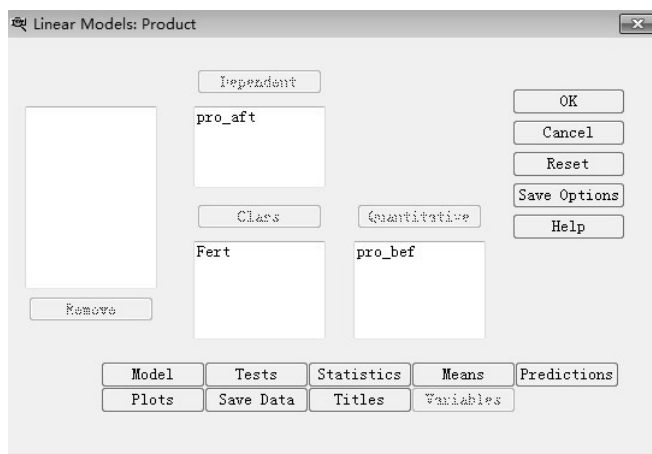 Linear Models: Product
Dependent
pro_aft
OK
Cancel
Reset
Save Options
Help
Class
Quantitative
Fert
pro_bef
Remove
Model
Tests
Statistics
Means
Predictions
Plots
Save Data
Titles
Variables